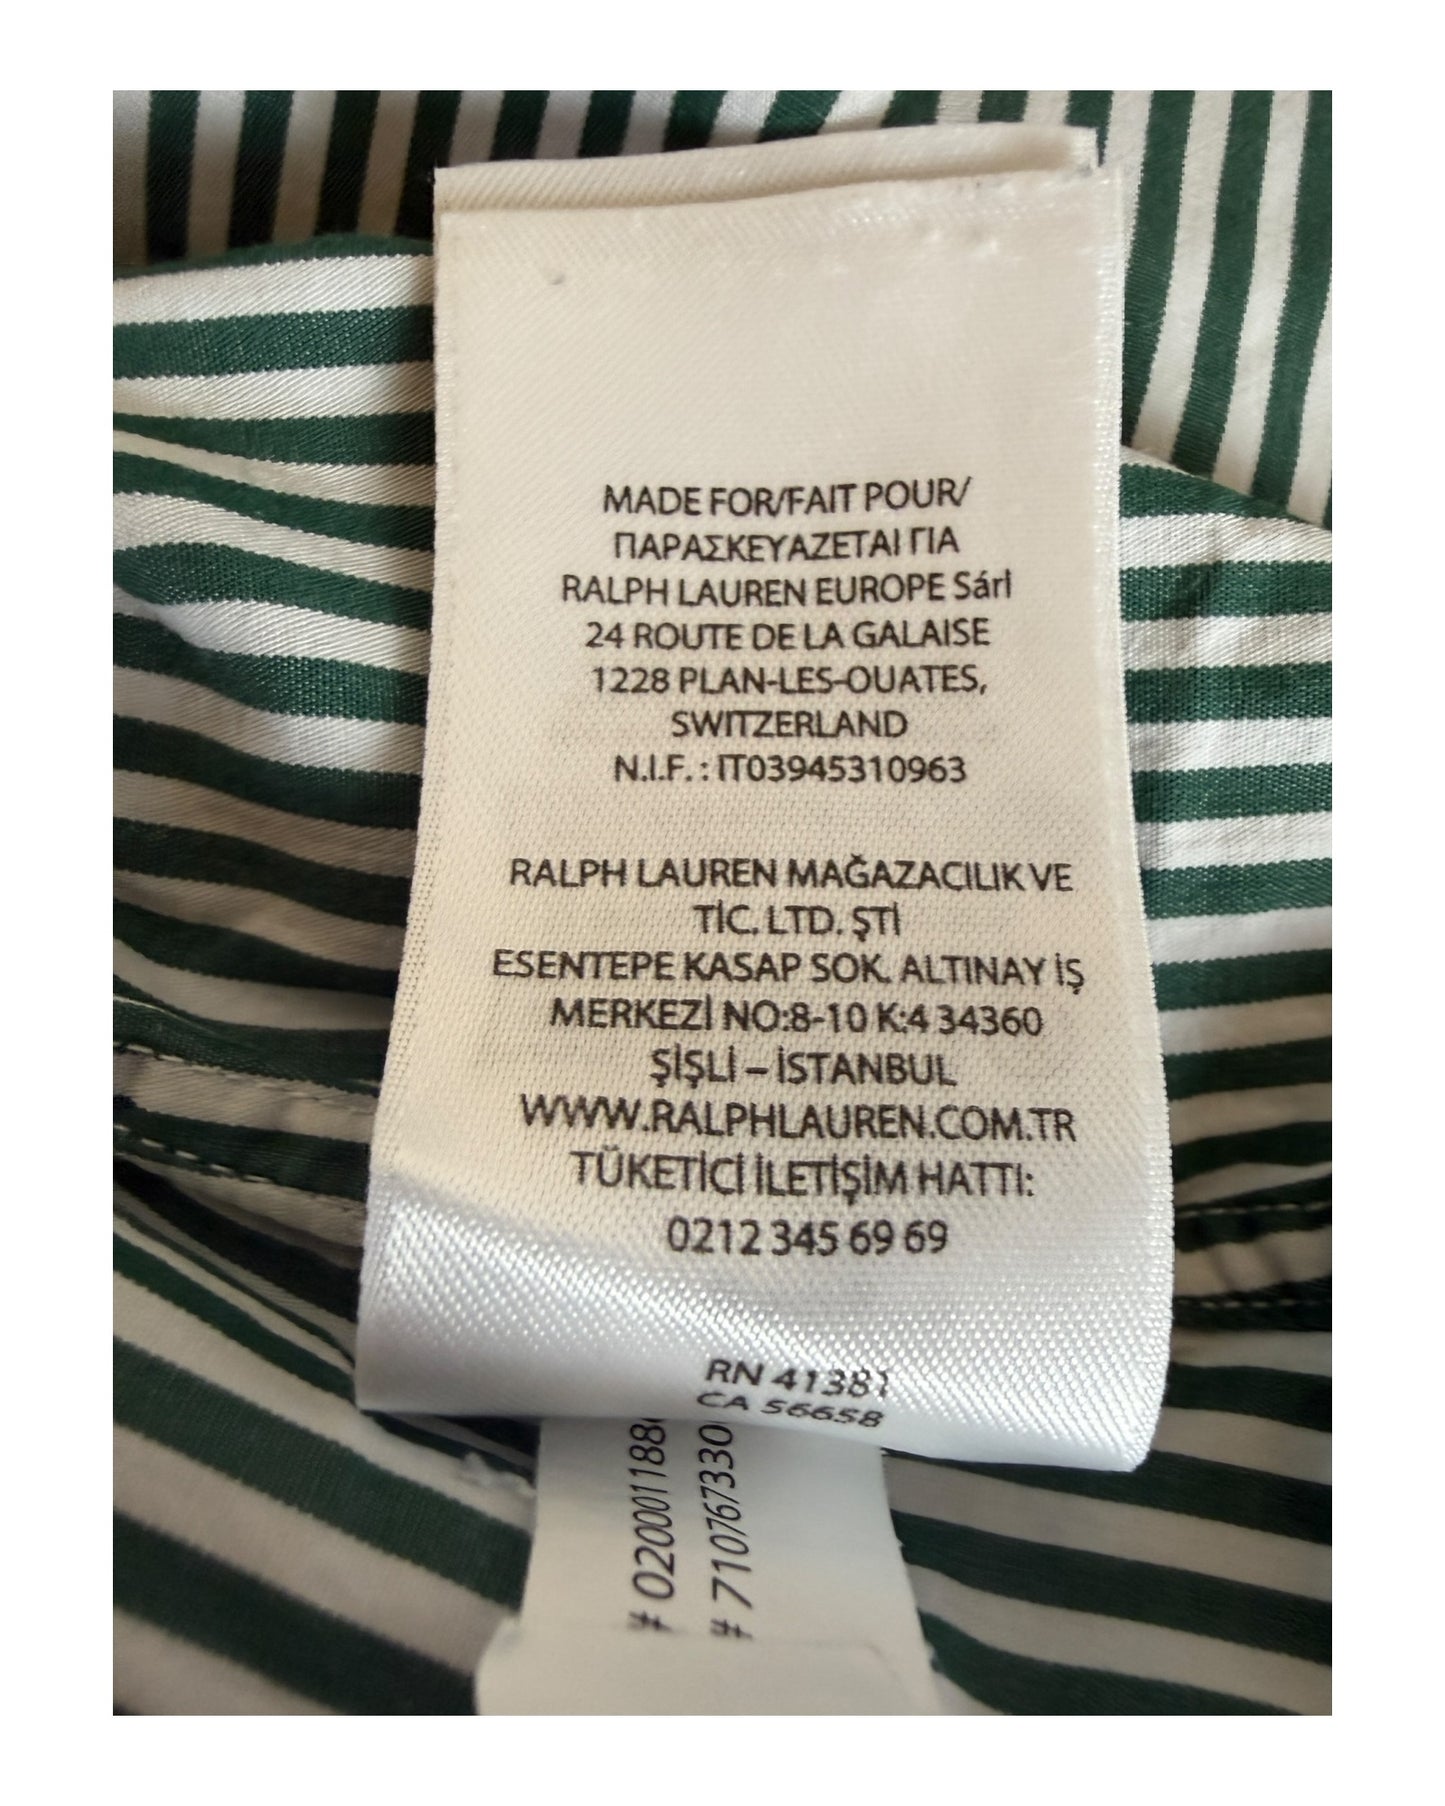 MADE FOR/FAIT POUR/
ΠΑΡΑΣΚΕΥΑΖΕΤΑΙ ΓΙΑ
RALPH LAUREN EUROPE Sárl
24 ROUTE DE LA GALAISE
1228 PLAN-LES-OUATES,
SWITZERLAND
N.I.F. : IT03945310963
RALPH LAUREN MAĞAZACILIK VE
TİC. LTD. ŞTİ
ESENTEPE KASAP SOK. ALTINAY İŞ
MERKEZİ NO:8-10 K:4 34360
ŞİŞLİ – İSTANBUL
WWW.RALPHLAUREN.COM.TR
TÜKETİCİ İLETİŞİM HATTI:
0212 345 69 69
RN 41381
CA 56658